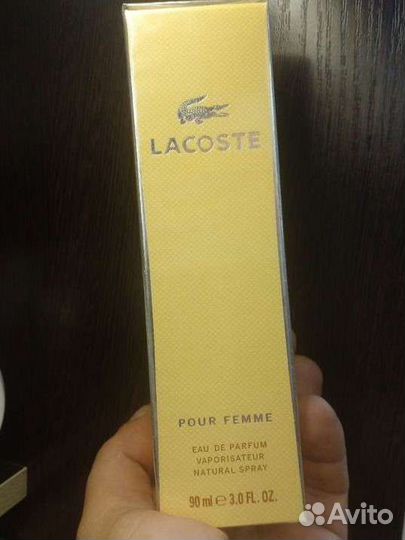 LACOSTE
POUR FEMME
EAU DE PARFUM
VAPORISATEUR
NATURAL SPRAY
90 ml e 3.0 FL. OZ.
Avito